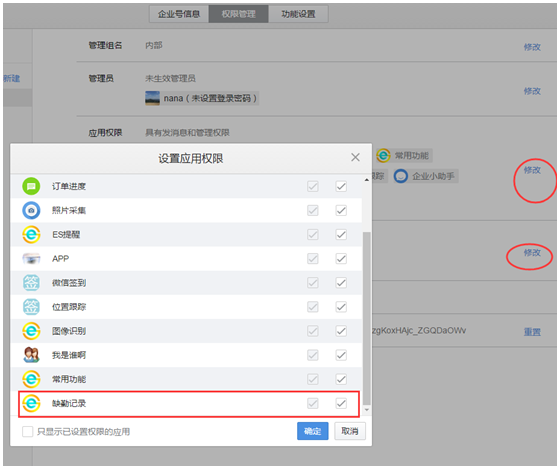 企业号信息 权限管理 功能设置
管理组名 内部 修改
新建
管理员 未生效管理员 修改
nana（未设置登录密码）
应用权限 具有发消息和管理权限
常用功能
修改
跟踪 企业小助手
设置应用权限
订单进度
照片采集
ES提醒
APP
修改
微信签到
位置跟踪
图像识别
zgKoxHAjc_ZGQDaOWv 重置
我是谁啊
常用功能
缺勤记录
只显示已设置权限的应用 确定 取消